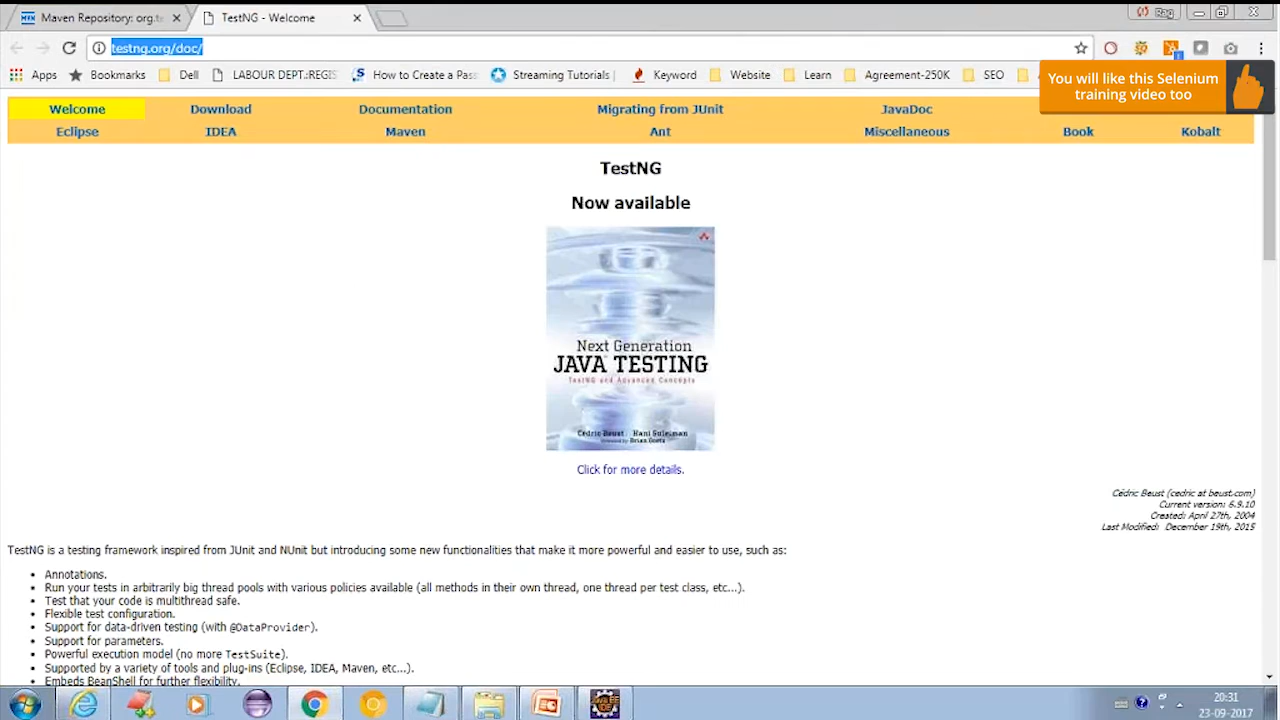 Maven Repository: org.te
TestNG - Welcome
Rag
testng.org/doc/
Apps
Bookmarks
Dell
LABOUR DEPT.:REGIS
How to Create a Pass
Streaming Tutorials |
Keyword
Website
Learn
Agreement-250K
SEO
You will like this Selenium
training video too
Welcome Download Documentation Migrating from JUnit JavaDoc
Eclipse IDEA Maven Ant Miscellaneous Book Kobalt
TestNG
Now available
Next Generation
JAVA TESTING
TestNG and Advanced Concepts
Cédric Beust Hani Suleiman
Foreword by Brian Goetz
Click for more details.
Cédric Beust (cedric at beust.com)
Current version: 6.9.10
Created: April 27th, 2004
Last Modified: December 19th, 2015
TestNG is a testing framework inspired from JUnit and NUnit but introducing some new functionalities that make it more powerful and easier to use, such as:
• Annotations.
• Run your tests in arbitrarily big thread pools with various policies available (all methods in their own thread, one thread per test class, etc...).
• Test that your code is multithread safe.
• Flexible test configuration.
• Support for data-driven testing (with @DataProvider).
• Support for parameters.
• Powerful execution model (no more TestSuite).
• Supported by a variety of tools and plug-ins (Eclipse, IDEA, Maven, etc...).
• Embeds BeanShell for further flexibility.
20:31
23-09-2017